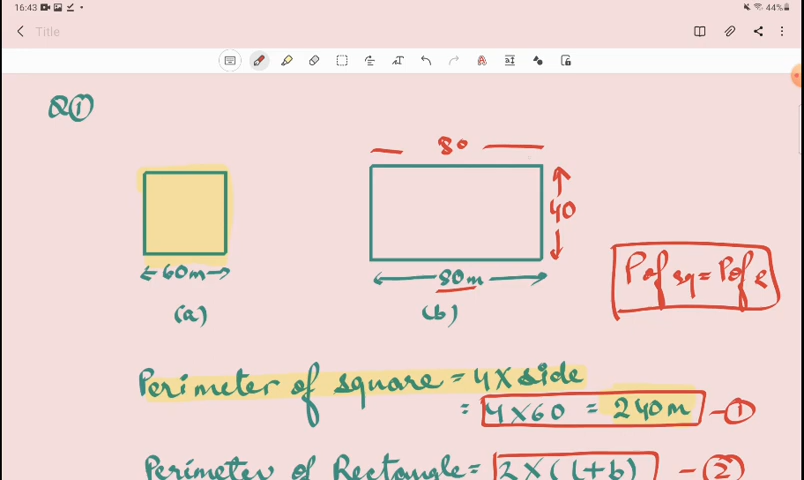 16:43
44%
Title
Q①
80
40
60m
80m
P of sq = P of R
(a)
(b)
Perimeter of square = 4 x side
= 4 x 60 = 240m - ①
Perimeter of Rectangle = 2 x (l + b) - ②